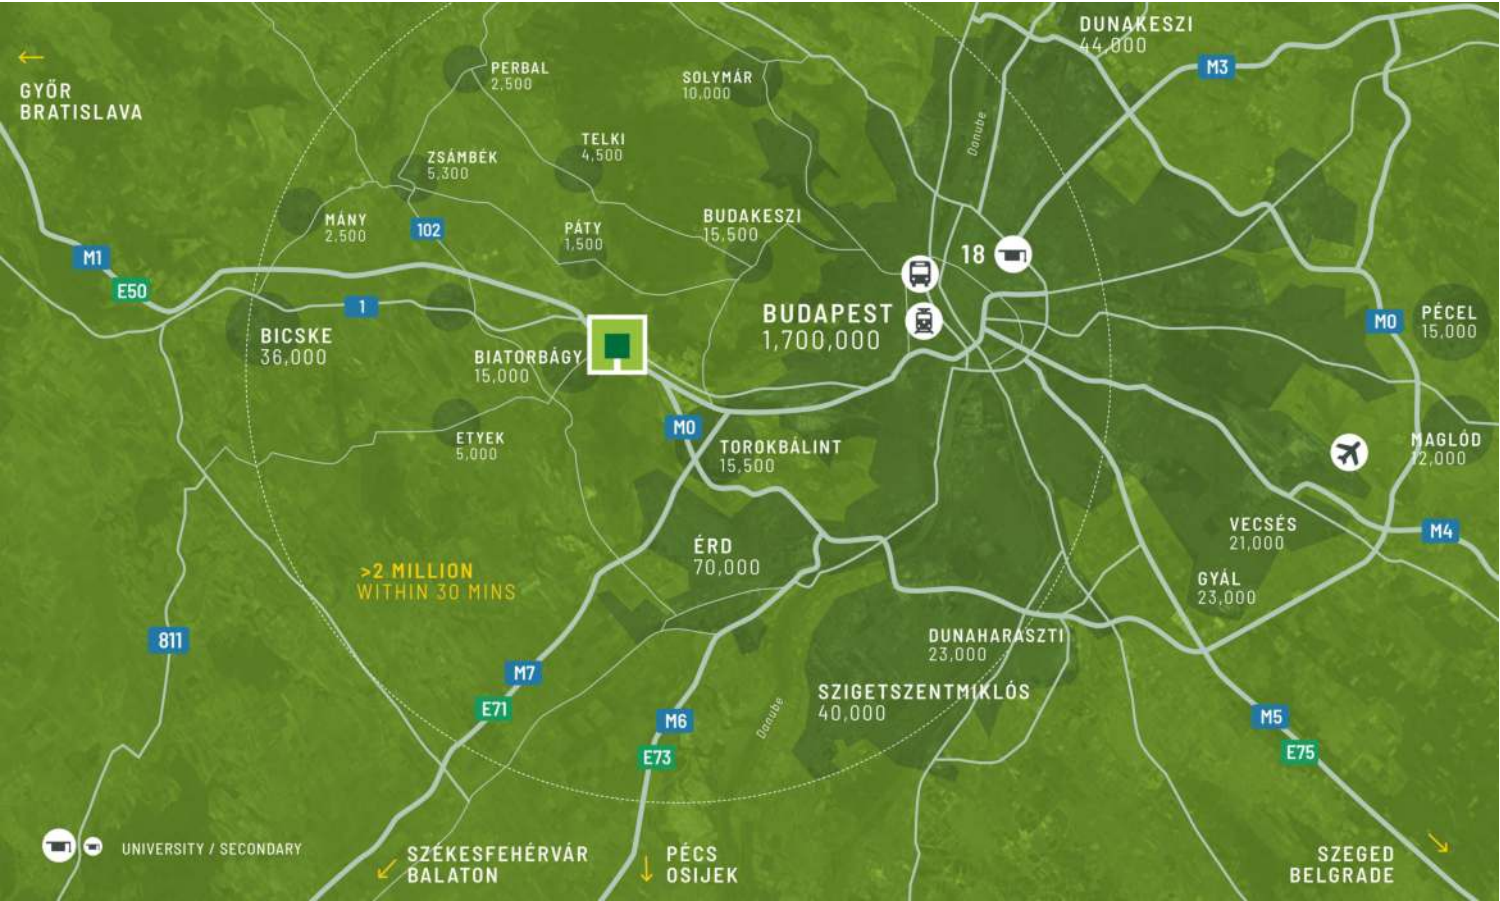 DUNAKESZI
44,000
M3
GYŐR
BRATISLAVA
PERBAL
2,500
SOLYMÁR
10,000
Danube
TELKI
4,500
ZSÁMBÉK
5,300
MÁNY
2,500
102
PÁTY
1,500
BUDAKESZI
15,500
M1
E50
18
1
BICSKE
36,000
BUDAPEST
1,700,000
M0
PÉCEL
15,000
BIATORBÁGY
15,000
M0
ETYEK
5,000
TOROKBÁLINT
15,500
MAGLÓD
12,000
VECSÉS
21,000
M4
ÉRD
70,000
>2 MILLION
WITHIN 30 MINS
GYÁL
23,000
811
DUNAHARASZTI
23,000
M7
E71
SZIGETSZENTMIKLÓS
40,000
Danube
M6
E73
M5
E75
UNIVERSITY / SECONDARY
SZÉKESFEHÉRVÁR
BALATON
PÉCS
OSIJEK
SZEGED
BELGRADE